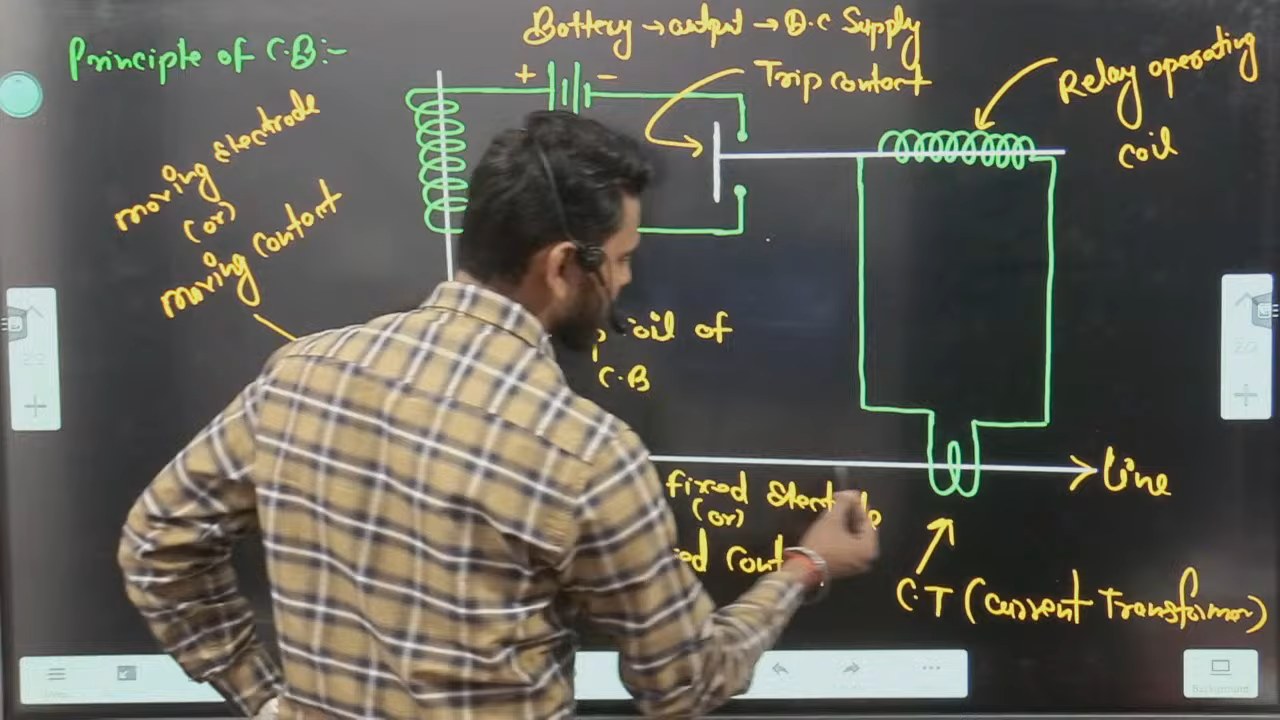 Principle of C.B:-
Battery → output → D.C Supply
+ -
Trip contact
Relay operating
coil
moving electrode
(or)
moving contact
coil of
C.B
Line
fixed
(or)
C.T (Current Transformer)
Background